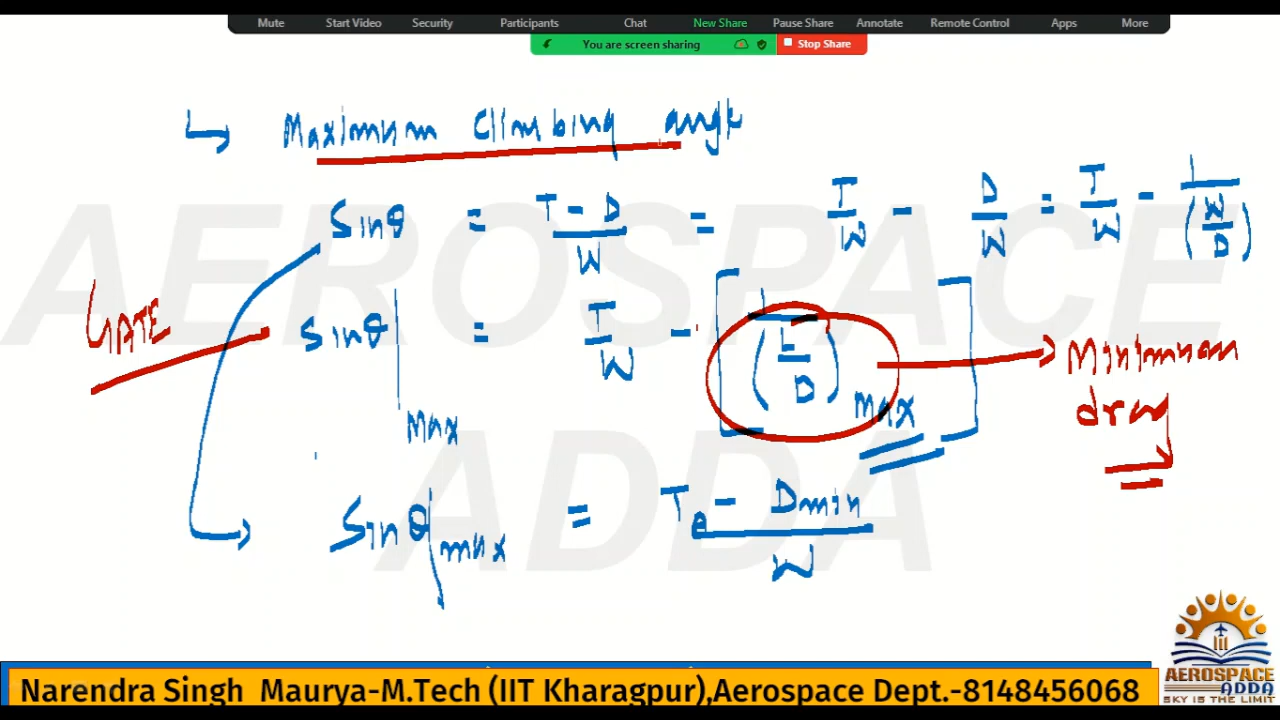 Mute Start Video Security Participants Chat New Share Pause Share Annotate Remote Control Apps More
You are screen sharing Stop Share
↳ Maximum climbing angle
sinθ = T - D / W = T/W - D/W = T/W - 1/(W/D)
GATE
sinθ|max = T/W - [1/(L/D)max] → Minimum drag
sinθ|max = Ta - Dmin / W
AEROSPACE
ADDA
Narendra Singh Maurya-M.Tech (IIT Kharagpur),Aerospace Dept.-8148456068
AEROSPACE
ADDA
SKY IS THE LIMIT